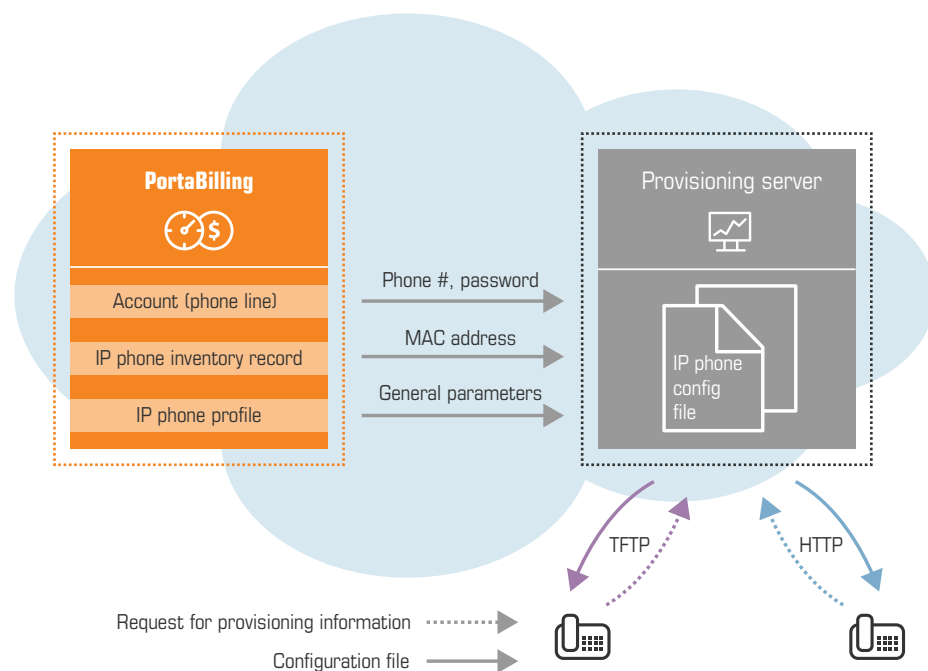 PortaBilling
$
Account (phone line)
IP phone inventory record
IP phone profile
Phone #, password
MAC address
General parameters
Provisioning server
IP phone
config
file
TFTP
HTTP
Request for provisioning information
Configuration file